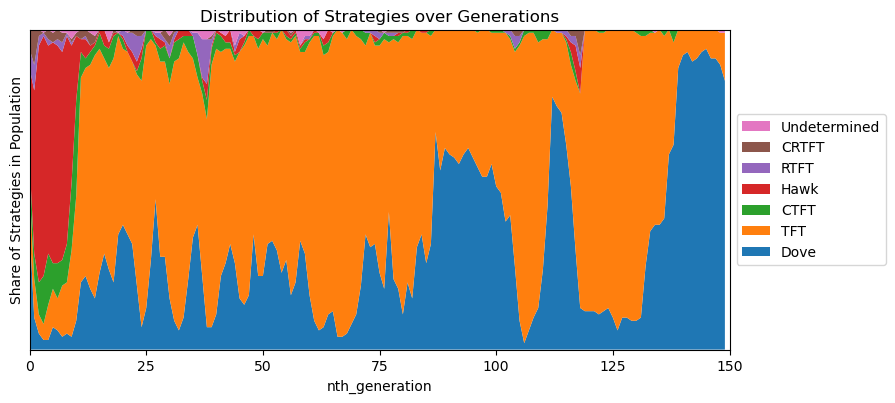 Distribution of Strategies over Generations
Share of Strategies in Population
0
25
50
75
100
125
150
nth_generation
Undetermined
CRTFT
RTFT
Hawk
CTFT
TFT
Dove